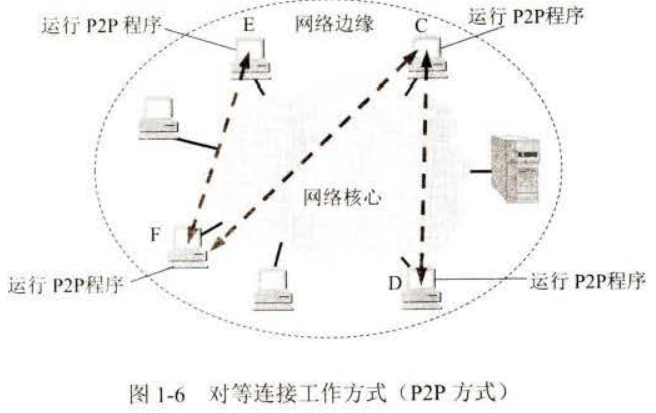 运行 P2P 程序
E
网络边缘
C
运行 P2P程序
网络核心
F
运行 P2P程序
D
运行 P2P程序
图 1-6 对等连接工作方式（P2P 方式）